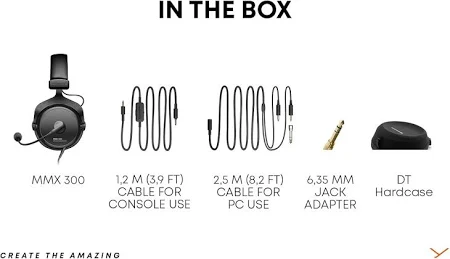 IN THE BOX
MMX 300
1,2 M (3,9 FT)
CABLE FOR
CONSOLE USE
2,5 M (8,2 FT)
CABLE FOR
PC USE
6,35 MM
JACK
ADAPTER
DT
Hardcase
CREATE THE AMAZING